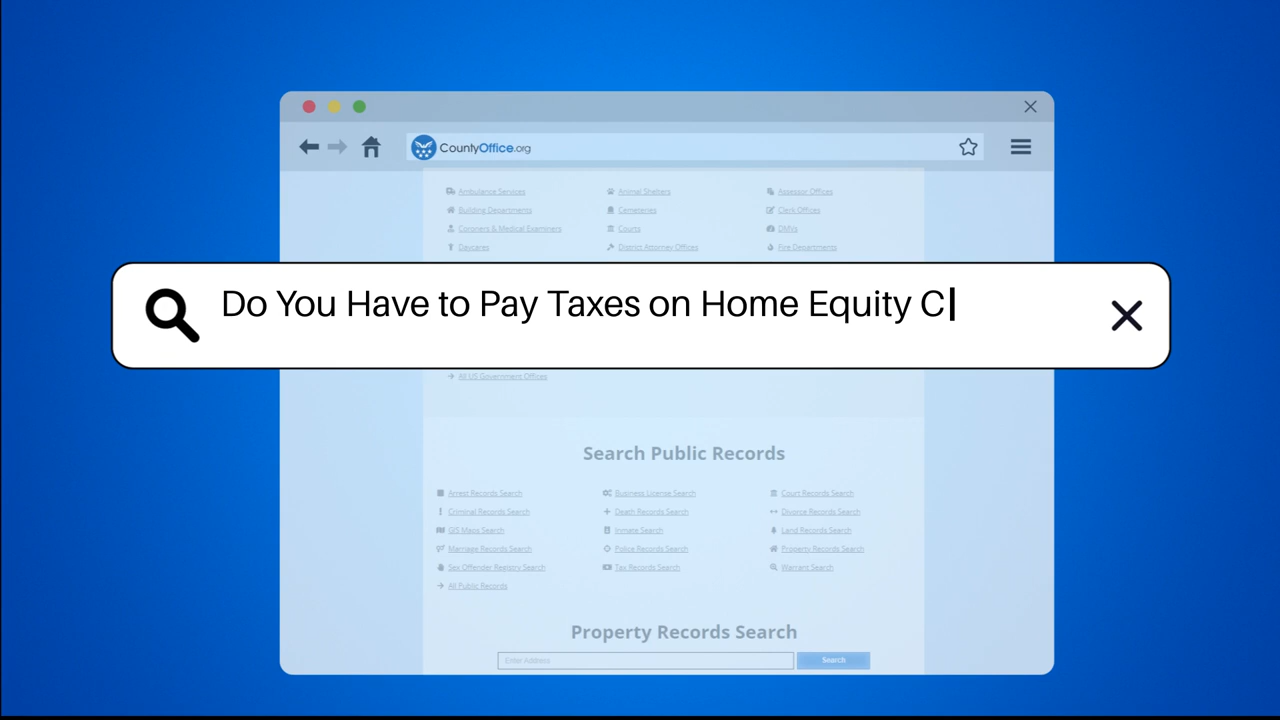 CountyOffice.org
Ambulance Services Animal Shelters Assessor Offices
Building Departments Cemeteries Clerk Offices
Coroners & Medical Examiners Courts DMVs
Daycares District Attorney Offices Fire Departments
Do You Have to Pay Taxes on Home Equity C
All US Government Offices
Search Public Records
Arrest Records Search Business License Search Court Records Search
Criminal Records Search Death Records Search Divorce Records Search
GIS Maps Search Inmate Search Land Records Search
Marriage Records Search Police Records Search Property Records Search
Sex Offender Registry Search Tax Records Search Warrant Search
All Public Records
Property Records Search
Enter Address Search